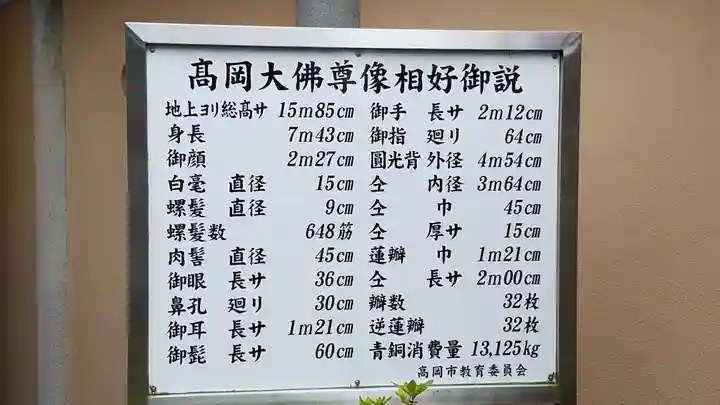 髙岡大佛尊像相好御説
地上ヨリ総髙サ 15m85cm
身長 7m43cm
御顔 2m27cm
白毫 直径 15cm
螺髪 直径 9cm
螺髪数 648筋
肉髻 直径 45cm
御眼 長サ 36cm
鼻孔 廻リ 30cm
御耳 長サ 1m21cm
御髭 長サ 60cm
御手 長サ 2m12cm
御指 廻リ 64cm
圓光背 外径 4m54cm
仝 内径 3m64cm
仝 巾 45cm
仝 厚サ 15cm
蓮瓣 巾 1m21cm
仝 長サ 2m00cm
瓣数 32枚
逆蓮瓣 32枚
青銅消費量 13,125kg
高岡市教育委員会